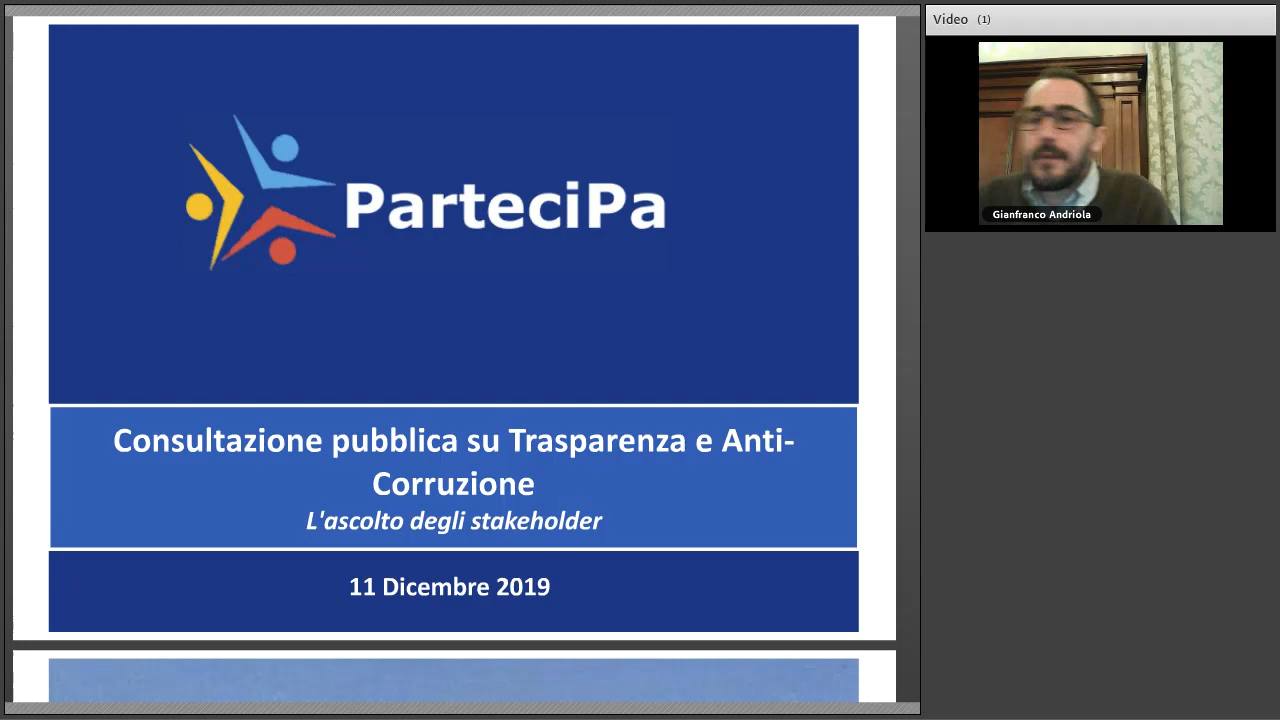 Video (1)
Gianfranco Andriola
ParteciPa
Consultazione pubblica su Trasparenza e Anti-
Corruzione
L'ascolto degli stakeholder
11 Dicembre 2019